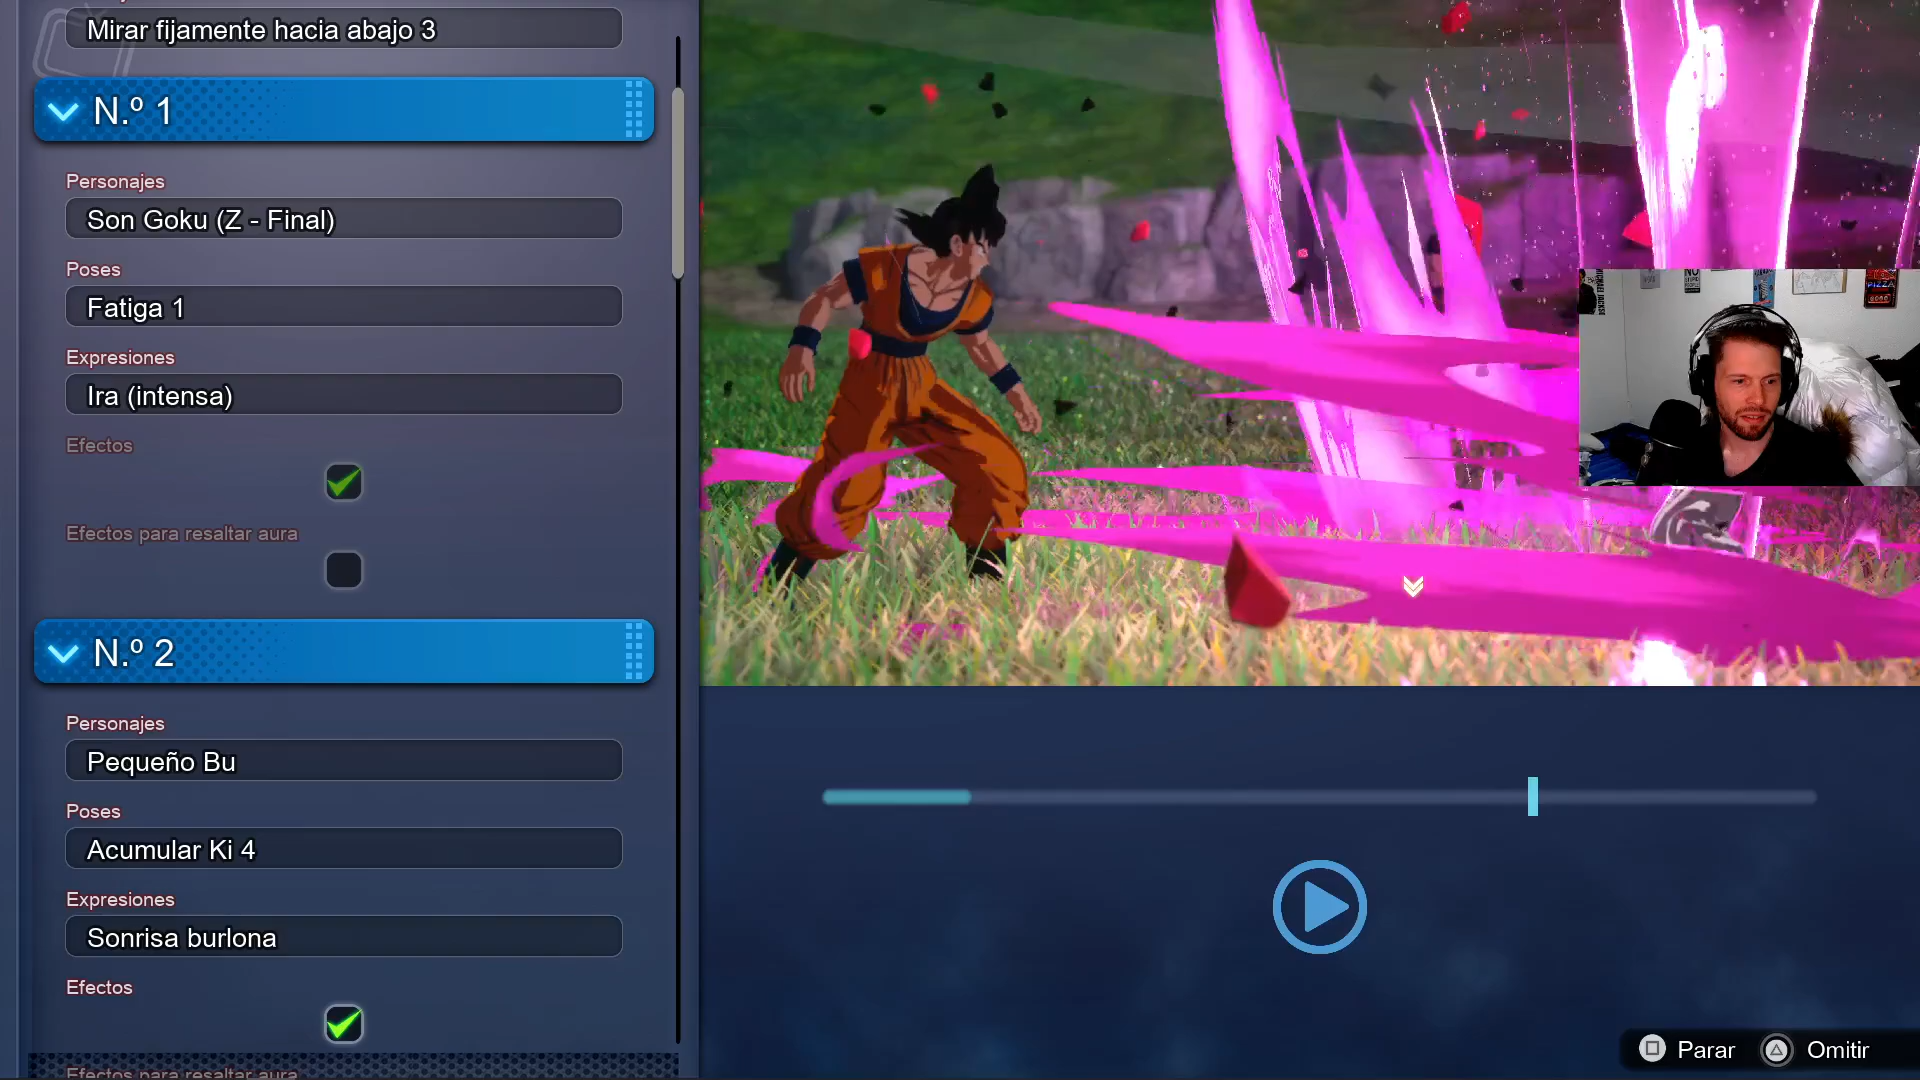 Mirar fijamente hacia abajo 3
N.º 1
Personajes
Son Goku (Z - Final)
Poses
Fatiga 1
Expresiones
Ira (intensa)
Efectos
Efectos para resaltar aura
N.º 2
Personajes
Pequeño Bu
Poses
Acumular Ki 4
Expresiones
Sonrisa burlona
Efectos
Efectos para resaltar aura
PIZZA
Parar
Omitir